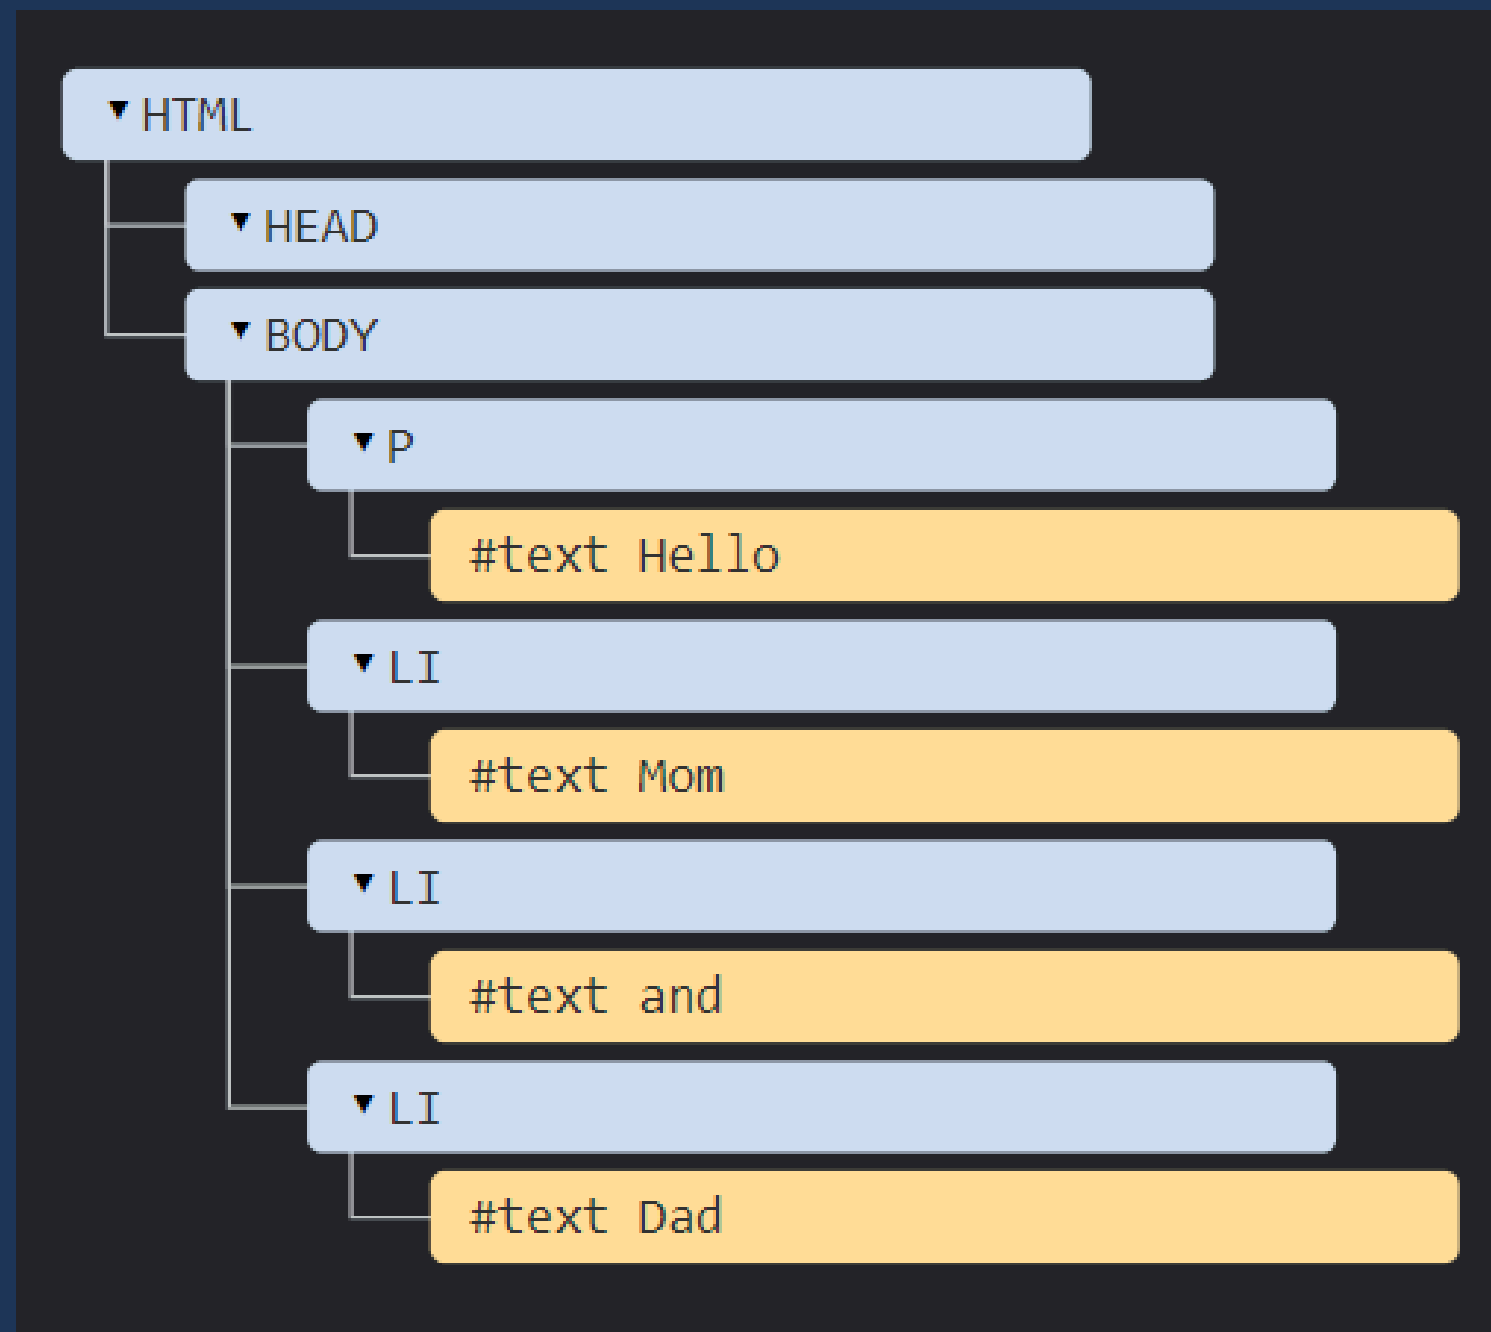 ▾HTML
▾HEAD
▾BODY
▾P
#text Hello
▾LI
#text Mom
▾LI
#text and
▾LI
#text Dad